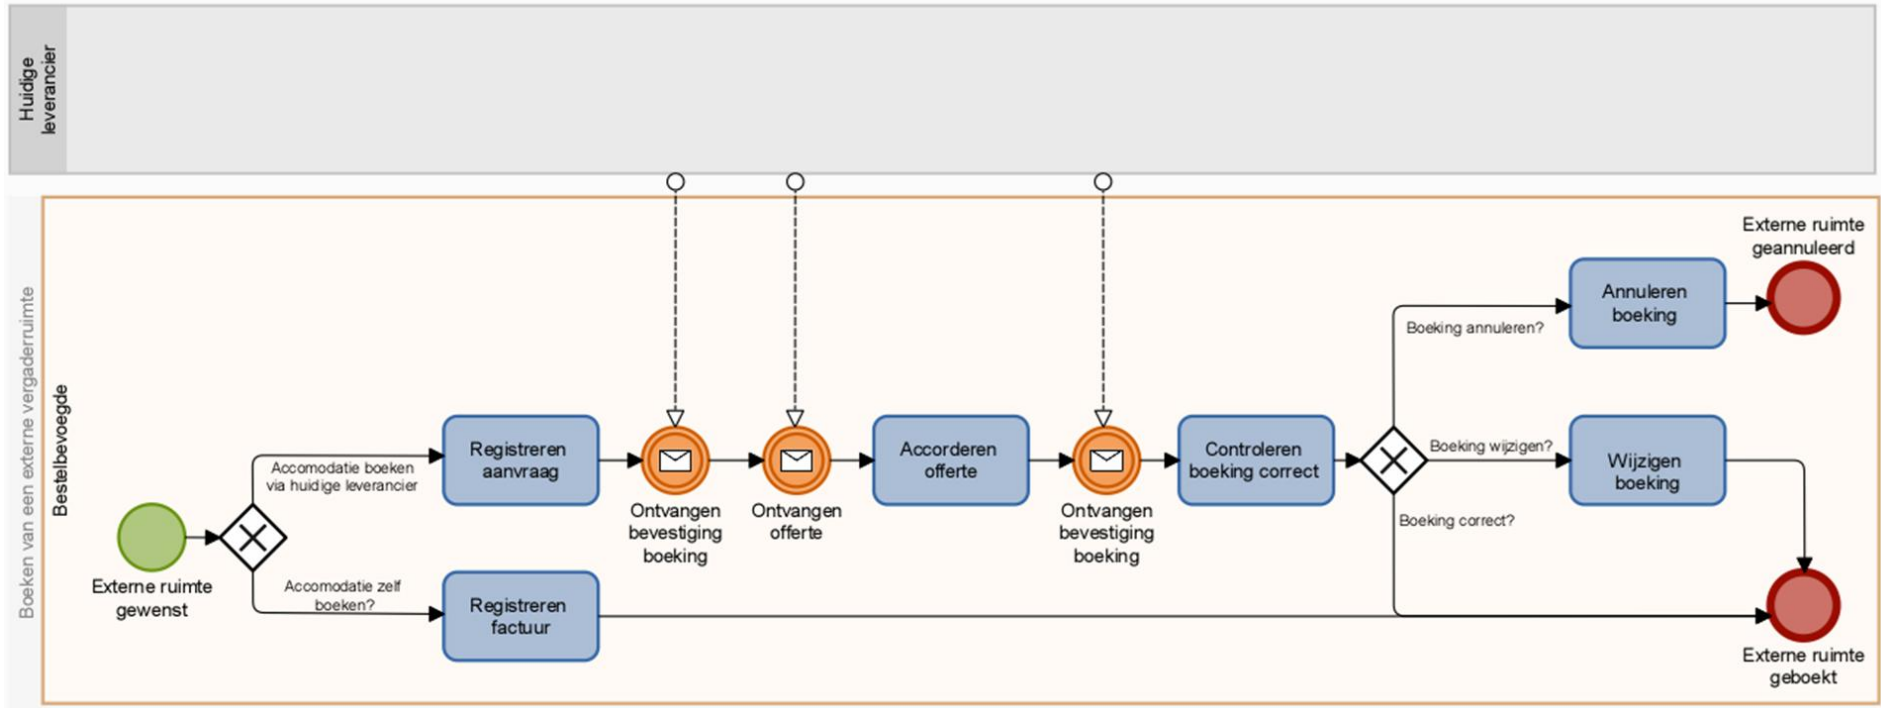 Huidige
leverancier
Boeken van een externe vergaderruimte
Bestelbevoegde
Externe ruimte
gewenst
Accomodatie boeken
via huidige leverancier
Accomodatie zelf
boeken?
Registreren
aanvraag
Registreren
factuur
Ontvangen
bevestiging
boeking
Ontvangen
offerte
Accorderen
offerte
Ontvangen
bevestiging
boeking
Controleren
boeking correct
Boeking annuleren?
Boeking wijzigen?
Boeking correct?
Annuleren
boeking
Wijzigen
boeking
Externe ruimte
geannuleerd
Externe ruimte
geboekt